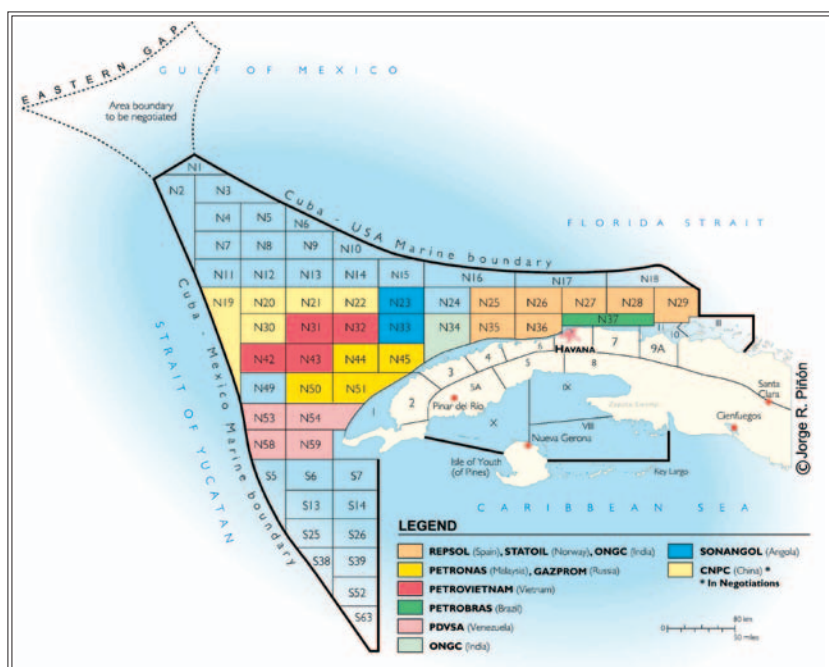 EASTERN GAP
GULF OF MEXICO
Area boundary
to be negotiated
N1
N2 N3
Cuba - USA Marine boundary
FLORIDA STRAIT
N4 N5 N6
N7 N8 N9 N10
N11 N12 N13 N14 N15 N16 N17 N18
N19 N20 N21 N22 N23 N24 N25 N26 N27 N28 N29
N37
N30 N31 N32 N33 N34 N35 N36
HAVANA
6 7 9A 10 11 III
N42 N43 N44 N45
Cuba - Mexico Marine boundary
STRAIT OF YUCATAN
N49 N50 N51
1 2 3 4 5A 5 8 IX
Pinar del Río
Santa
Clara
Cienfuegos
N53 N54
X VIII
N58 N59
Nueva Gerona
Isle of Youth
(of Pines)
Key Largo
S5 S6 S7
CARIBBEAN SEA
S13 S14
S25 S26
S38 S39
S52
S63
©Jorge R. Piñón
LEGEND
REPSOL (Spain), STATOIL (Norway), ONGC (India)
PETRONAS (Malaysia), GAZPROM (Russia)
PETROVIETNAM (Vietnam)
PETROBRAS (Brazil)
PDVSA (Venezuela)
ONGC (India)
SONANGOL (Angola)
CNPC (China) *
* In Negotiations
0 80 km
50 miles